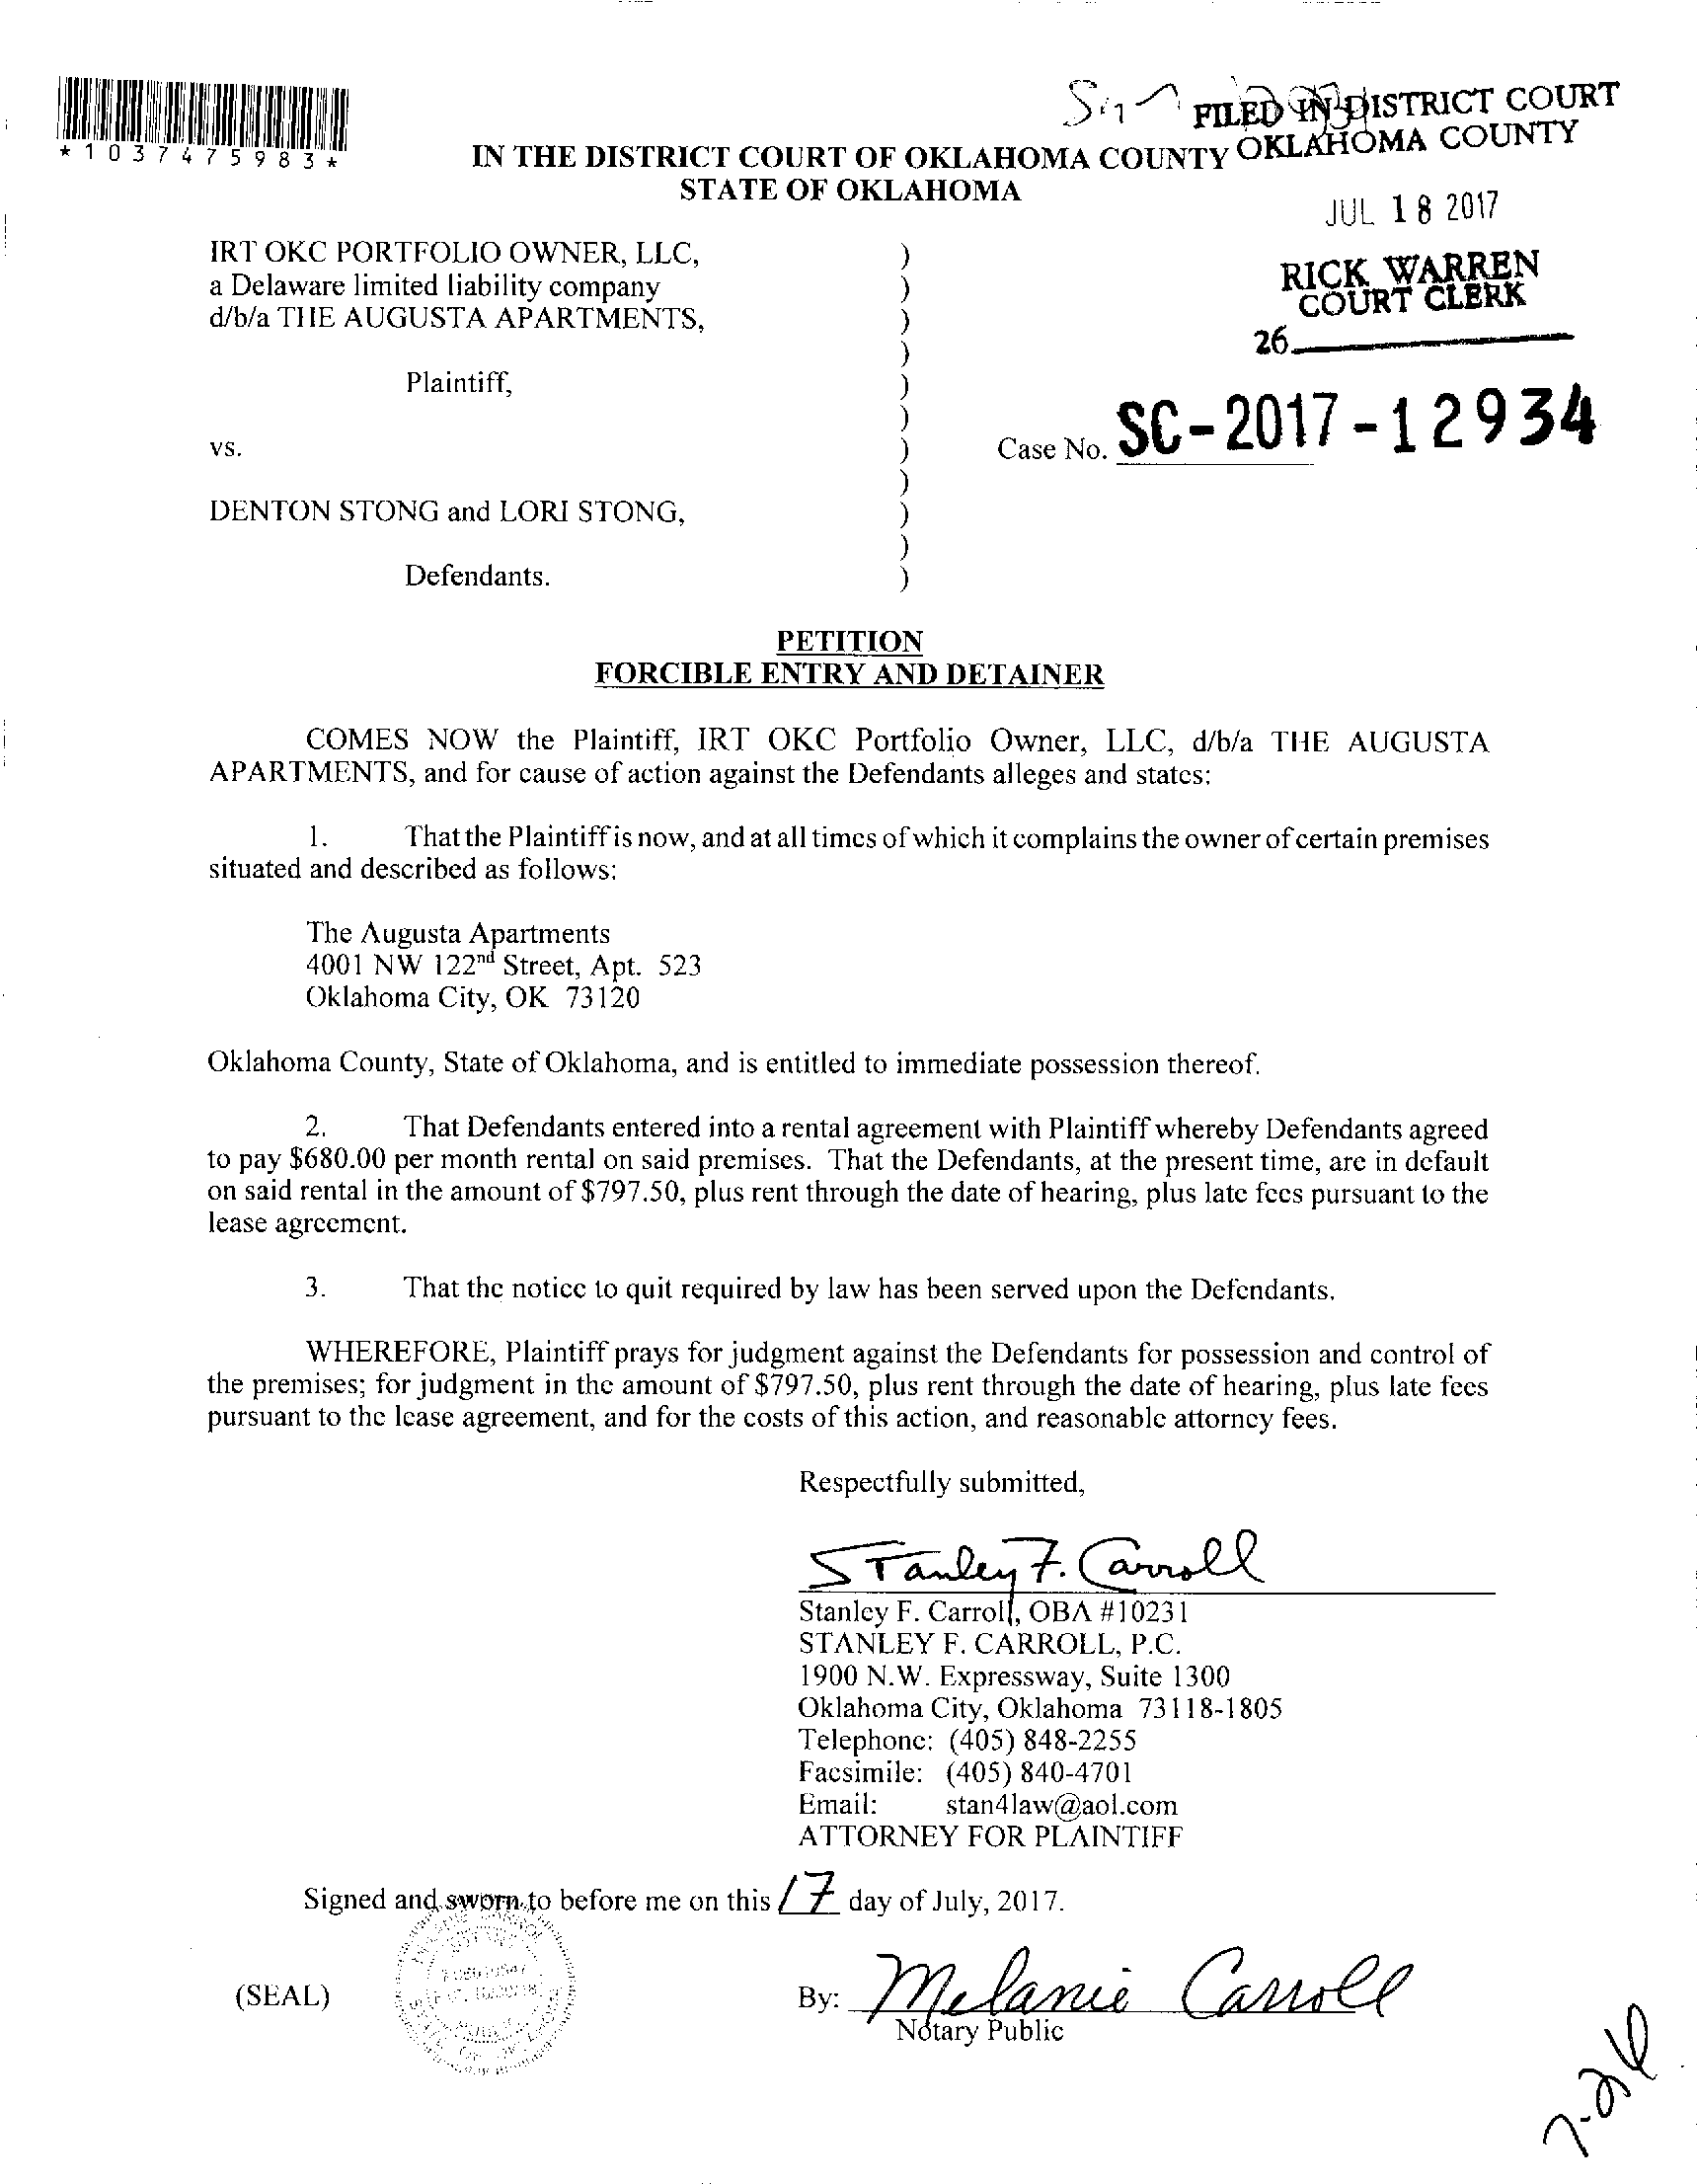 *1037475983*
FILED IN DISTRICT COURT
OKLAHOMA COUNTY
IN THE DISTRICT COURT OF OKLAHOMA COUNTY
STATE OF OKLAHOMA
JUL 18 2017
RICK WARREN
COURT CLERK
26
IRT OKC PORTFOLIO OWNER, LLC, )
a Delaware limited liability company )
d/b/a THE AUGUSTA APARTMENTS, )
)
Plaintiff, )
)
vs. ) Case No. SC-2017-12934
)
DENTON STONG and LORI STONG, )
)
Defendants. )
PETITION
FORCIBLE ENTRY AND DETAINER
COMES NOW the Plaintiff, IRT OKC Portfolio Owner, LLC, d/b/a THE AUGUSTA
APARTMENTS, and for cause of action against the Defendants alleges and states:
1. That the Plaintiff is now, and at all times of which it complains the owner of certain premises
situated and described as follows:
The Augusta Apartments
4001 NW 122nd Street, Apt. 523
Oklahoma City, OK 73120
Oklahoma County, State of Oklahoma, and is entitled to immediate possession thereof.
2. That Defendants entered into a rental agreement with Plaintiff whereby Defendants agreed
to pay $680.00 per month rental on said premises. That the Defendants, at the present time, are in default
on said rental in the amount of $797.50, plus rent through the date of hearing, plus late fees pursuant to the
lease agreement.
3. That the notice to quit required by law has been served upon the Defendants.
WHEREFORE, Plaintiff prays for judgment against the Defendants for possession and control of
the premises; for judgment in the amount of $797.50, plus rent through the date of hearing, plus late fees
pursuant to the lease agreement, and for the costs of this action, and reasonable attorney fees.
Respectfully submitted,
Stanley F. Carroll
Stanley F. Carroll, OBA #10231
STANLEY F. CARROLL, P.C.
1900 N.W. Expressway, Suite 1300
Oklahoma City, Oklahoma 73118-1805
Telephone: (405) 848-2255
Facsimile: (405) 840-4701
Email: stan4law@aol.com
ATTORNEY FOR PLAINTIFF
Signed and sworn to before me on this 17 day of July, 2017.
(SEAL)
By: Melanie Carroll
Notary Public